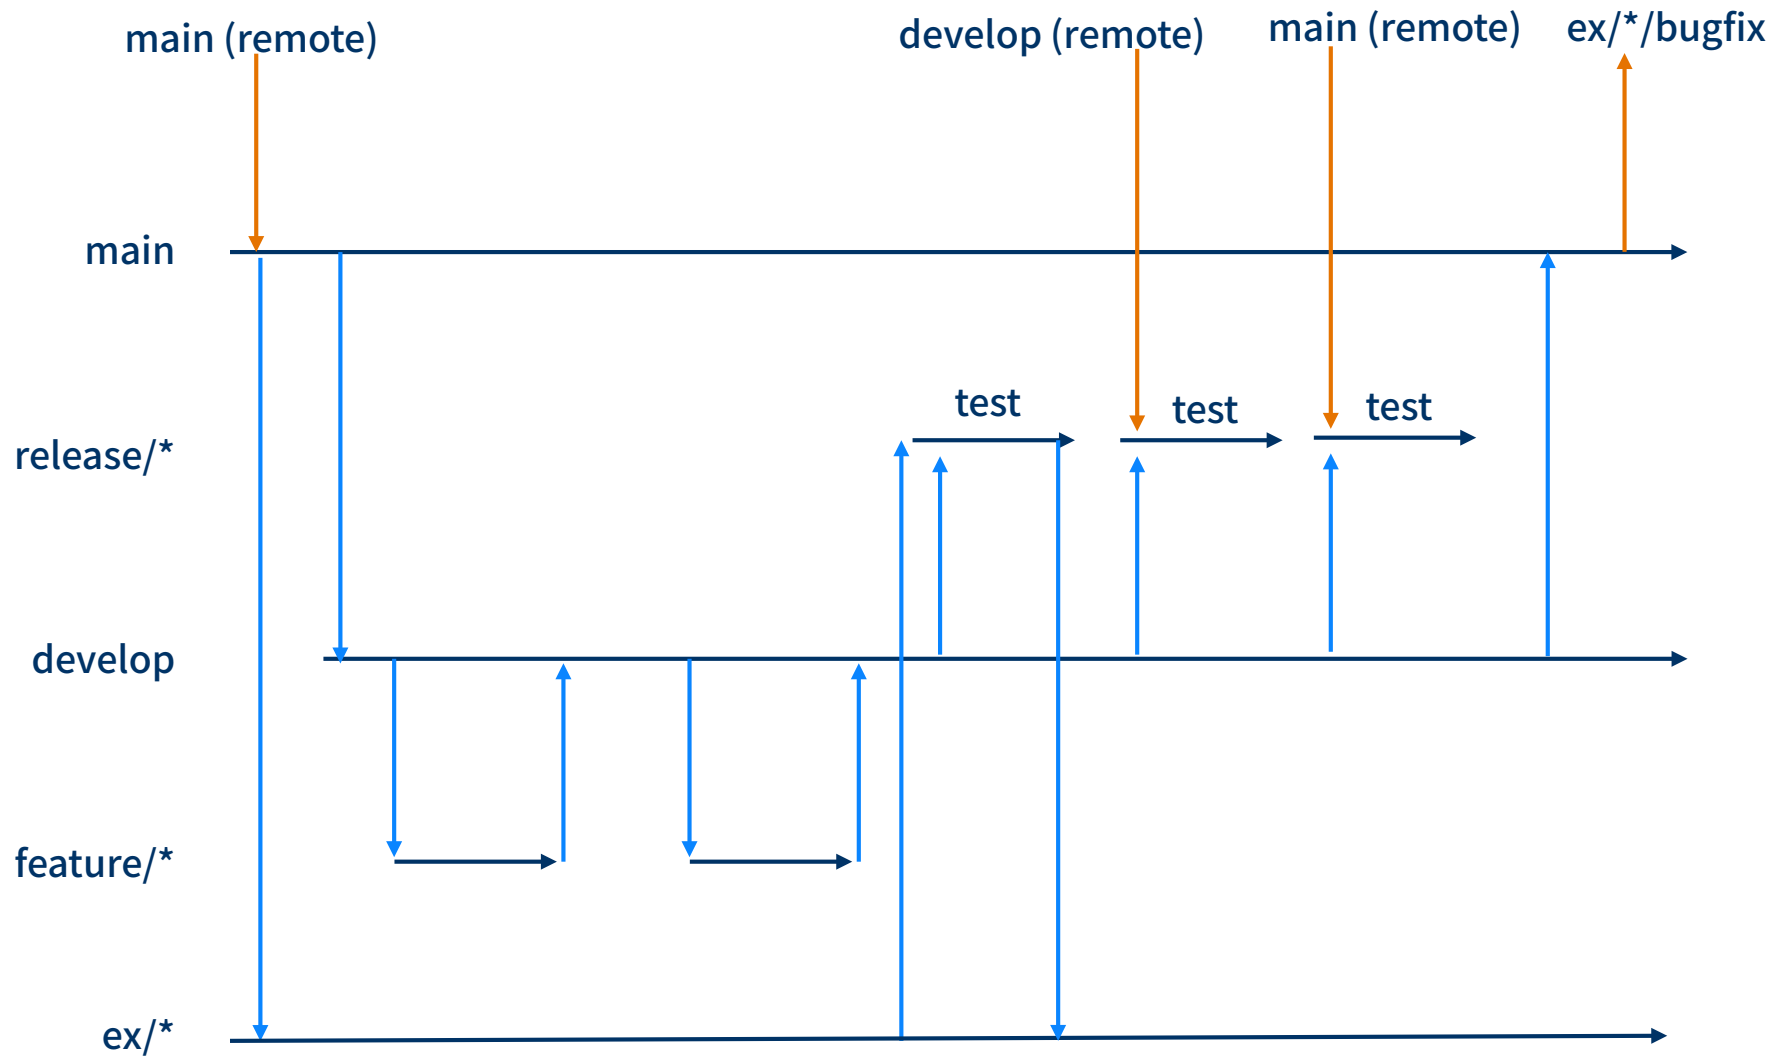 main (remote)
develop (remote)
main (remote)
ex/*/bugfix
main
test
test
test
release/*
develop
feature/*
ex/*